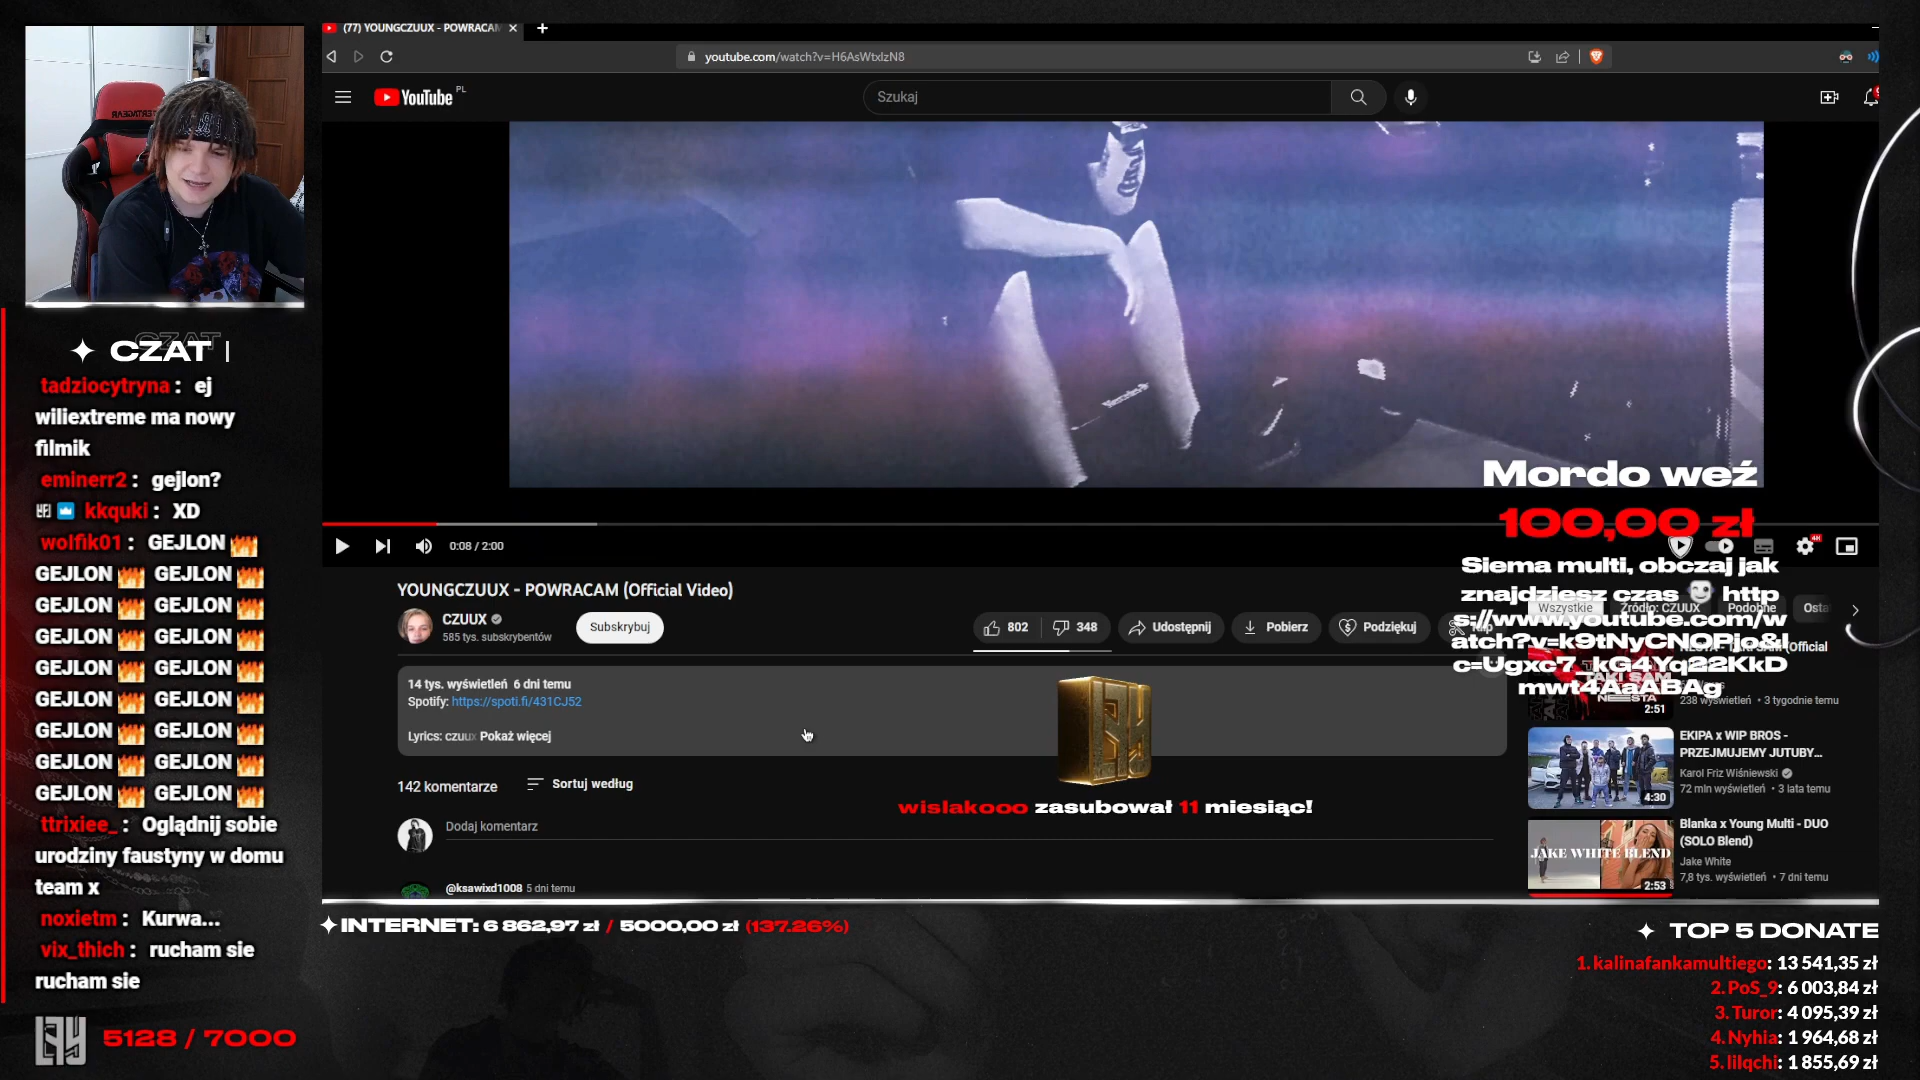 (77) YOUNGCZUUX - POWRACAM
youtube.com/watch?v=H6AsWtxlzN8
YouTube PL
Szukaj
CZAT |
tadziocytryna : ej
wiliextreme ma nowy
filmik
eminerr2 : gejlon?
kkquki : XD
wolfik01 : GEJLON
GEJLON GEJLON
GEJLON GEJLON
GEJLON GEJLON
GEJLON GEJLON
GEJLON GEJLON
GEJLON GEJLON
GEJLON GEJLON
GEJLON GEJLON
ttrixiee_ : Oglądnij sobie
urodziny faustyny w domu
team x
noxietm : Kurwa...
vix_thich : rucham sie
rucham sie
5128 / 7000
0:08 / 2:00
YOUNGCZUUX - POWRACAM (Official Video)
CZUUX
585 tys. subskrybentów
Subskrybuj
802
348
Udostępnij
Pobierz
Podziękuj
14 tys. wyświetleń 6 dni temu
Spotify: https://spoti.fi/431CJ52
Lyrics: czuux Pokaż więcej
142 komentarze
Sortuj według
Dodaj komentarz
@ksawixd1008 5 dni temu
wislakooo zasubował 11 miesiąc!
Mordo weź
100,00 zł
Siema multi, obczaj jak
znajdziesz czas http
s://www.youtube.com/w
atch?v=k9tNyCNOPjo&l
c=Ugxc7_kG4Yq22KkD
mwt4AaABAg
Wszystkie
Źródło: CZUUX
Podobne
Osta
TAKI SAM
NEESTA
2:51
238 wyświetleń • 3 tygodnie temu
EKIPA x WIP BROS -
PRZEJMUJEMY JUTUBY...
Karol Friz Wiśniewski
72 mln wyświetleń • 3 lata temu
4:30
Blanka x Young Multi - DUO
(SOLO Blend)
Jake White
7,8 tys. wyświetleń • 7 dni temu
JAKE WHITE BLEND
2:53
INTERNET: 6 862,97 zł / 5000,00 zł (137.26%)
TOP 5 DONATE
1. kalinafankamultiego: 13 541,35 zł
2. PoS_9: 6 003,84 zł
3. Turor: 4 095,39 zł
4. Nyhia: 1 964,68 zł
5. lilqchi: 1 855,69 zł